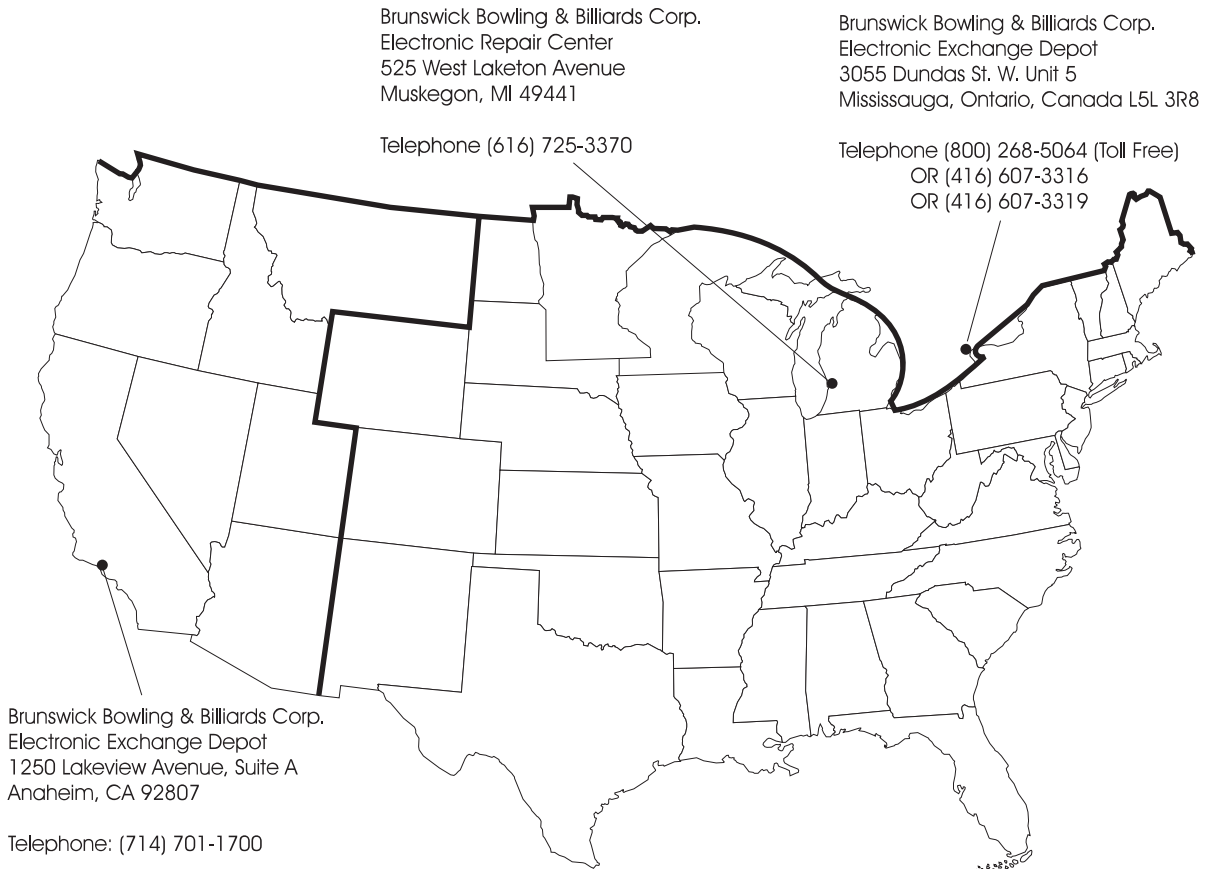 Brunswick Bowling & Billiards Corp.
Electronic Repair Center
525 West Laketon Avenue
Muskegon, MI 49441
Telephone (616) 725-3370
Brunswick Bowling & Billiards Corp.
Electronic Exchange Depot
3055 Dundas St. W. Unit 5
Mississauga, Ontario, Canada L5L 3R8
Telephone (800) 268-5064 (Toll Free)
OR (416) 607-3316
OR (416) 607-3319
Brunswick Bowling & Billiards Corp.
Electronic Exchange Depot
1250 Lakeview Avenue, Suite A
Anaheim, CA 92807
Telephone: (714) 701-1700